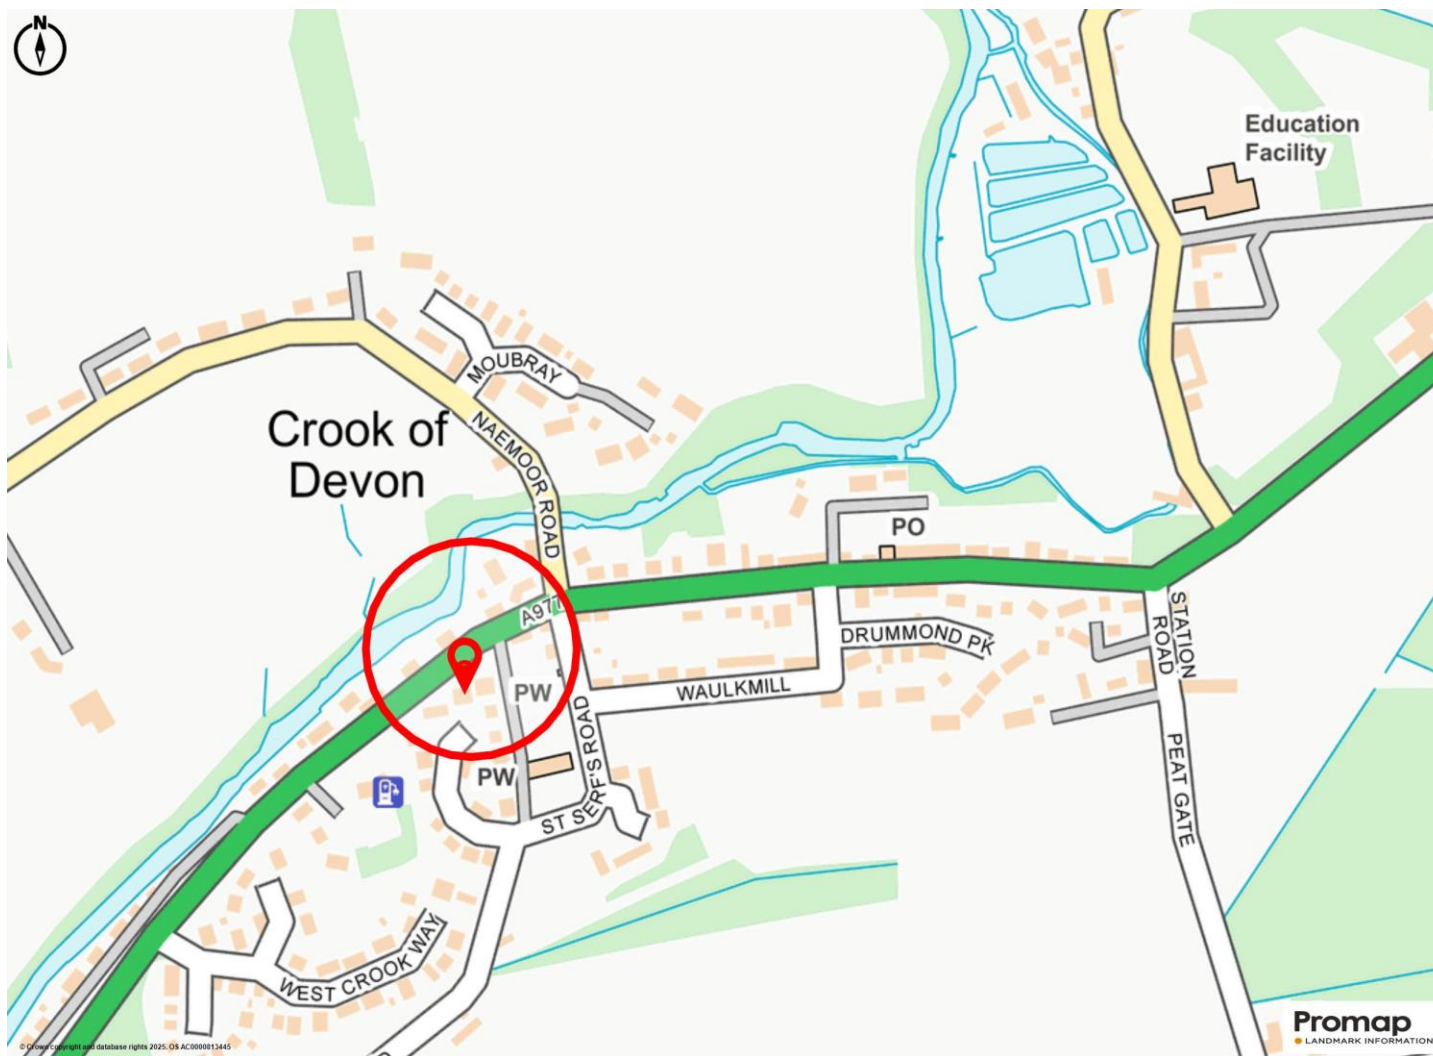 N
Education
Facility
MOUBRAY
Crook of
Devon
NAEMOOR ROAD
PO
A977
STATION
ROAD
DRUMMOND PK
WAULKMILL
PW
PW
ST SERF'S ROAD
PEAT GATE
WEST CROOK WAY
Promap
LANDMARK INFORMATION
© Crown copyright and database rights 2025. OS AC0000813445